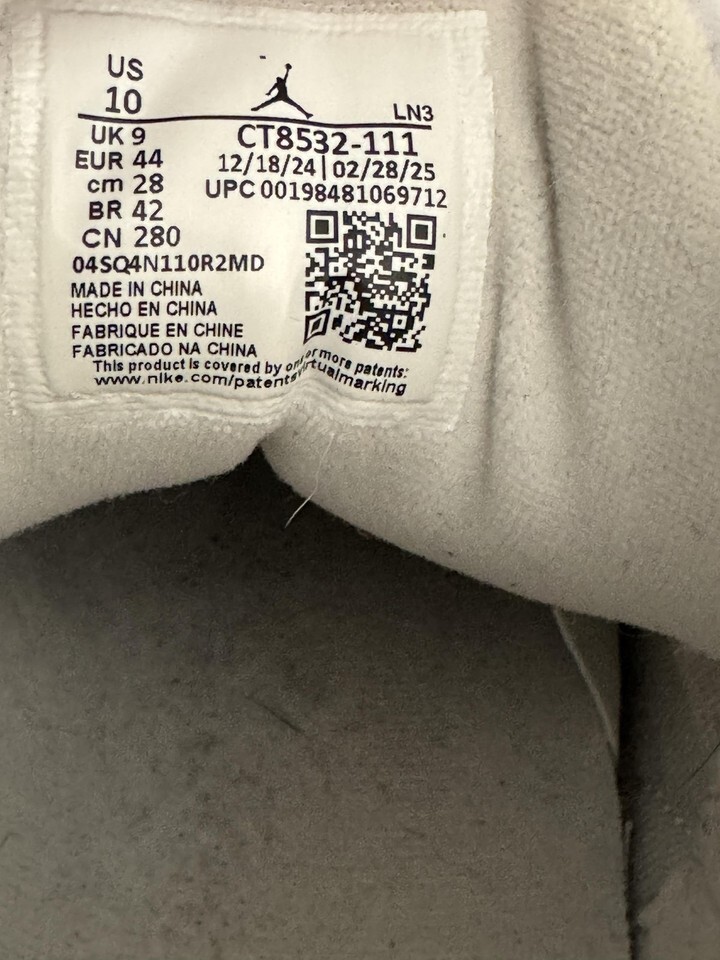 US
10
LN3
UK 9
CT8532-111
EUR 44
12/18/24 | 02/28/25
cm 28
UPC 00198481069712
BR 42
CN 280
04SQ4N110R2MD
MADE IN CHINA
HECHO EN CHINA
FABRIQUE EN CHINE
FABRICADO NA CHINA
This product is covered by one or more patents:
www.nike.com/patentsvirtualmarking